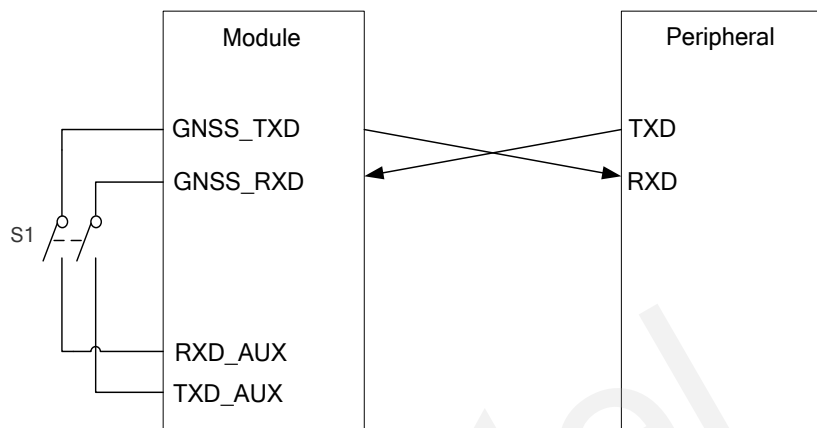 Module
Peripheral
GNSS_TXD
TXD
GNSS_RXD
RXD
S1
RXD_AUX
TXD_AUX